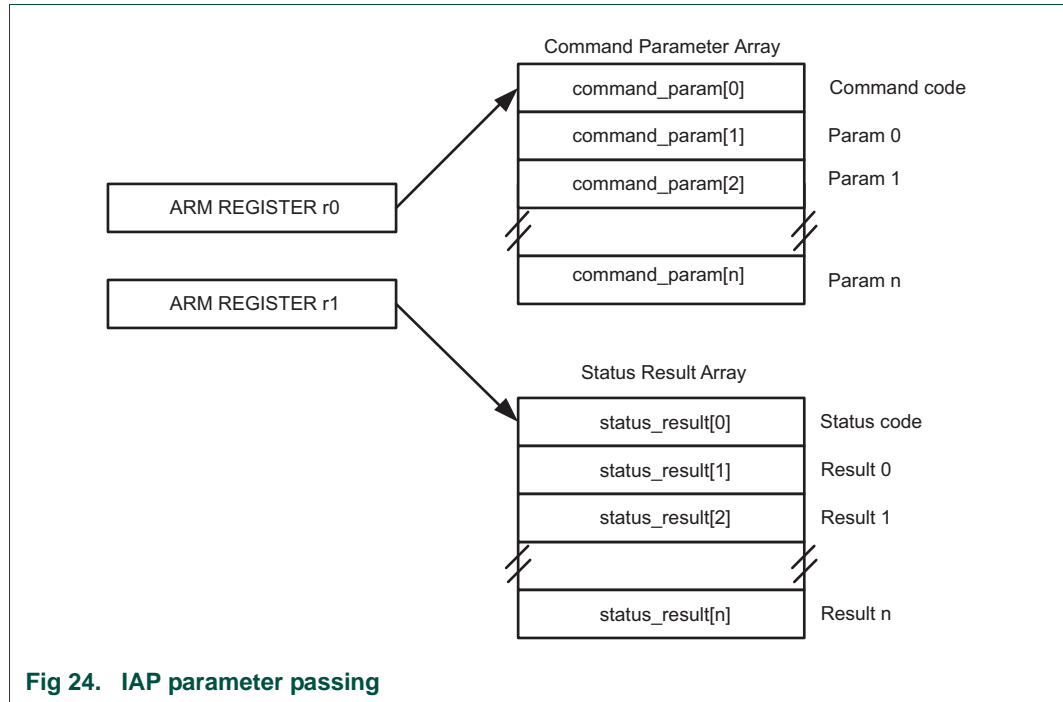 Command Parameter Array
command_param[0] Command code
command_param[1] Param 0
command_param[2] Param 1
ARM REGISTER r0
command_param[n] Param n
ARM REGISTER r1
Status Result Array
status_result[0] Status code
status_result[1] Result 0
status_result[2] Result 1
status_result[n] Result n
Fig 24. IAP parameter passing